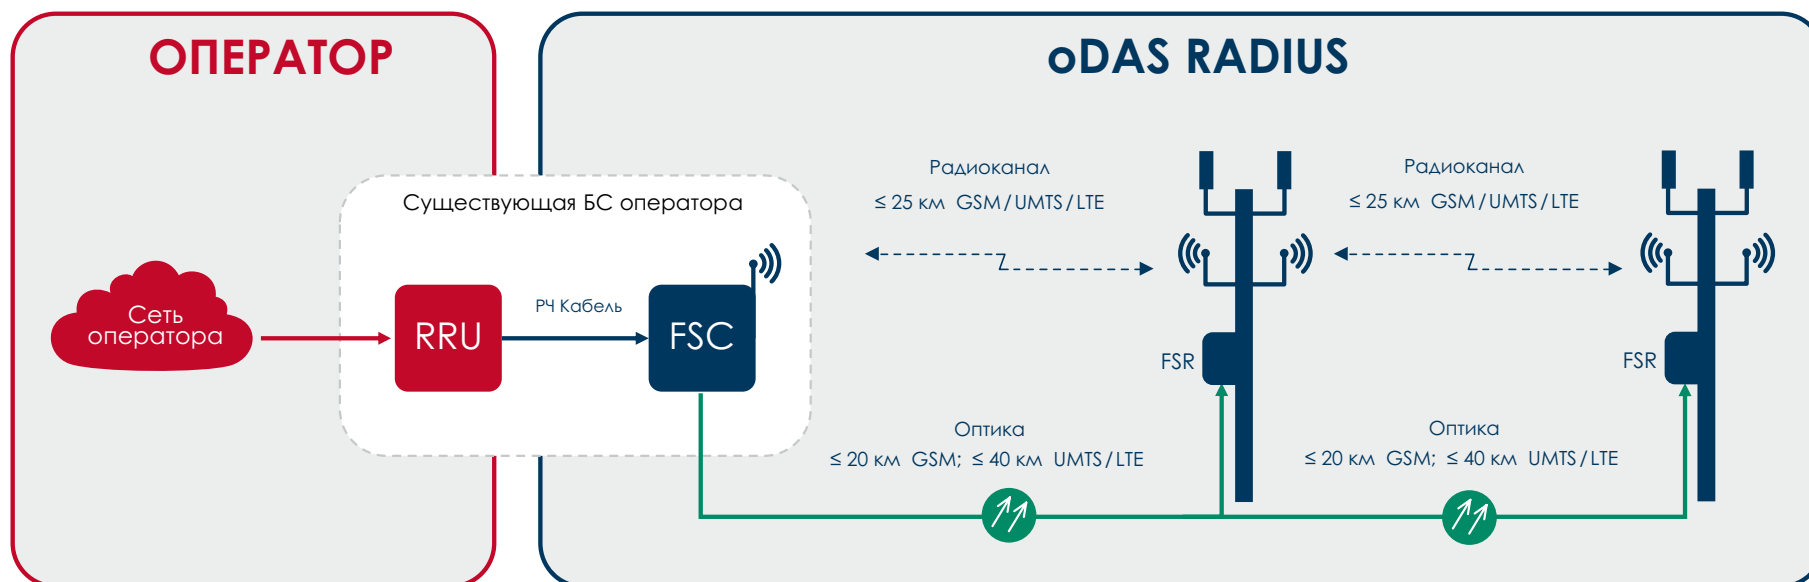 ОПЕРАТОР
oDAS RADIUS
Существующая БС оператора
Сеть
оператора
RRU
РЧ Кабель
FSC
Радиоканал
≤ 25 км GSM/UMTS/LTE
Радиоканал
≤ 25 км GSM/UMTS/LTE
FSR
FSR
Оптика
≤ 20 км GSM; ≤ 40 км UMTS/LTE
Оптика
≤ 20 км GSM; ≤ 40 км UMTS/LTE